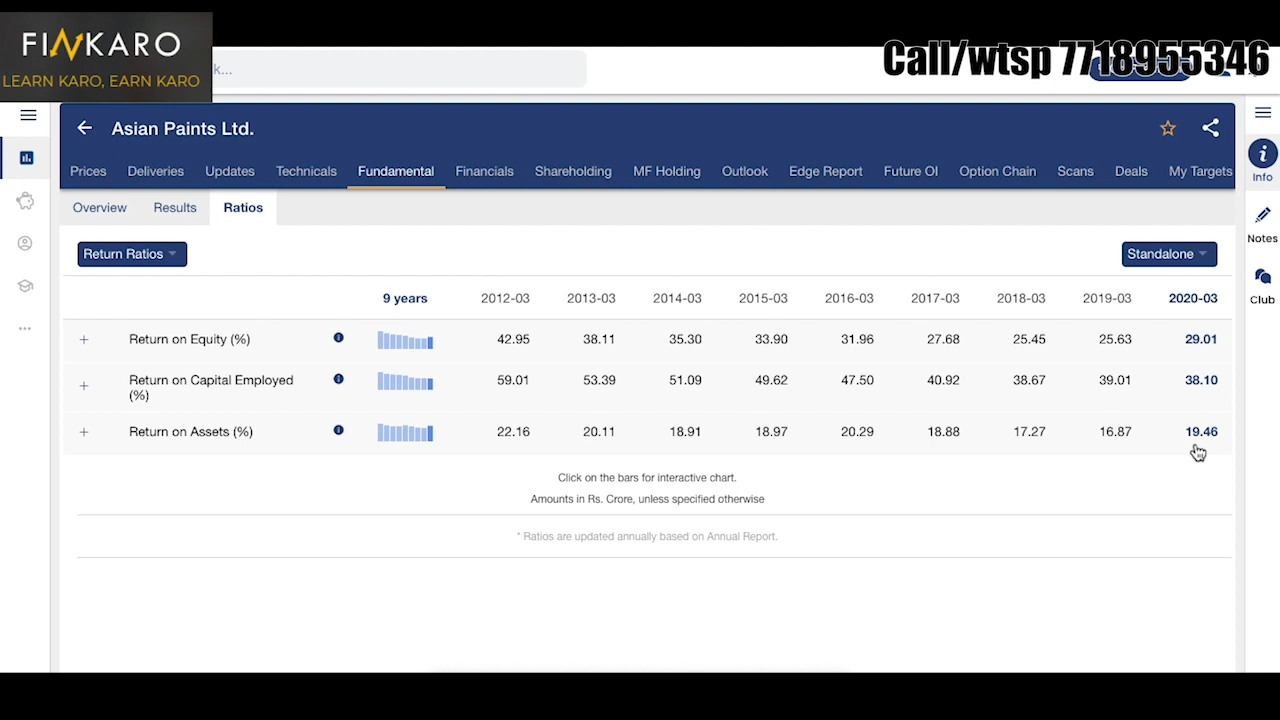 FINKARO
LEARN KARO, EARN KARO
k...
Call/wtsp 7718955346
Asian Paints Ltd.
Prices Deliveries Updates Technicals Fundamental Financials Shareholding MF Holding Outlook Edge Report Future OI Option Chain Scans Deals My Targets
Info
Overview Results Ratios
Notes
Return Ratios Standalone
Club
9 years 2012-03 2013-03 2014-03 2015-03 2016-03 2017-03 2018-03 2019-03 2020-03
+ Return on Equity (%) 42.95 38.11 35.30 33.90 31.96 27.68 25.45 25.63 29.01
+ Return on Capital Employed 59.01 53.39 51.09 49.62 47.50 40.92 38.67 39.01 38.10
(%)
+ Return on Assets (%) 22.16 20.11 18.91 18.97 20.29 18.88 17.27 16.87 19.46
Click on the bars for interactive chart.
Amounts in Rs. Crore, unless specified otherwise
* Ratios are updated annually based on Annual Report.